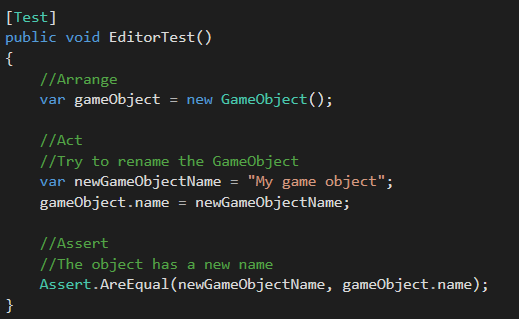 [Test]
public void EditorTest()
{
//Arrange
var gameObject = new GameObject();
//Act
//Try to rename the GameObject
var newGameObjectName = "My game object";
gameObject.name = newGameObjectName;
//Assert
//The object has a new name
Assert.AreEqual(newGameObjectName, gameObject.name);
}